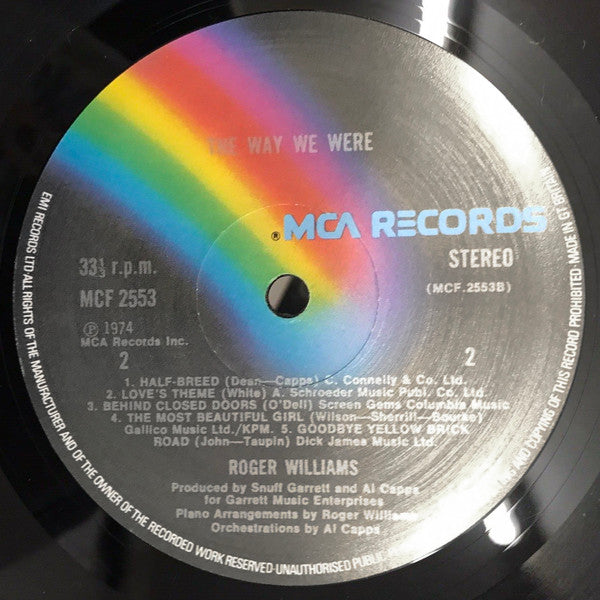 THE WAY WE WERE
® MCA RECORDS
33⅓ r.p.m.
STEREO
MCF 2553
(MCF.2553B)
℗ 1974
MCA Records Inc.
2
2
1. HALF-BREED (Dean—Capps) C. Connelly & Co. Ltd.
2. LOVE'S THEME (White) A. Schroeder Music Publ. Co. Ltd.
3. BEHIND CLOSED DOORS (O'Dell) Screen Gems Columbia Music
4. THE MOST BEAUTIFUL GIRL (Wilson—Sherrill—Bourke)
Gallico Music Ltd./KPM. 5. GOODBYE YELLOW BRICK
ROAD (John—Taupin) Dick James Music Ltd.
ROGER WILLIAMS
Produced by Snuff Garrett and Al Capps
for Garrett Music Enterprises
Piano Arrangements by Roger Williams
Orchestrations by Al Capps
EMI RECORDS LTD·ALL RIGHTS OF THE MANUFACTURER AND OF THE OWNER OF THE RECORDED WORK RESERVED·UNAUTHORISED PUBLIC AND COPYING OF THIS RECORD PROHIBITED·MADE IN GT. BRITAIN